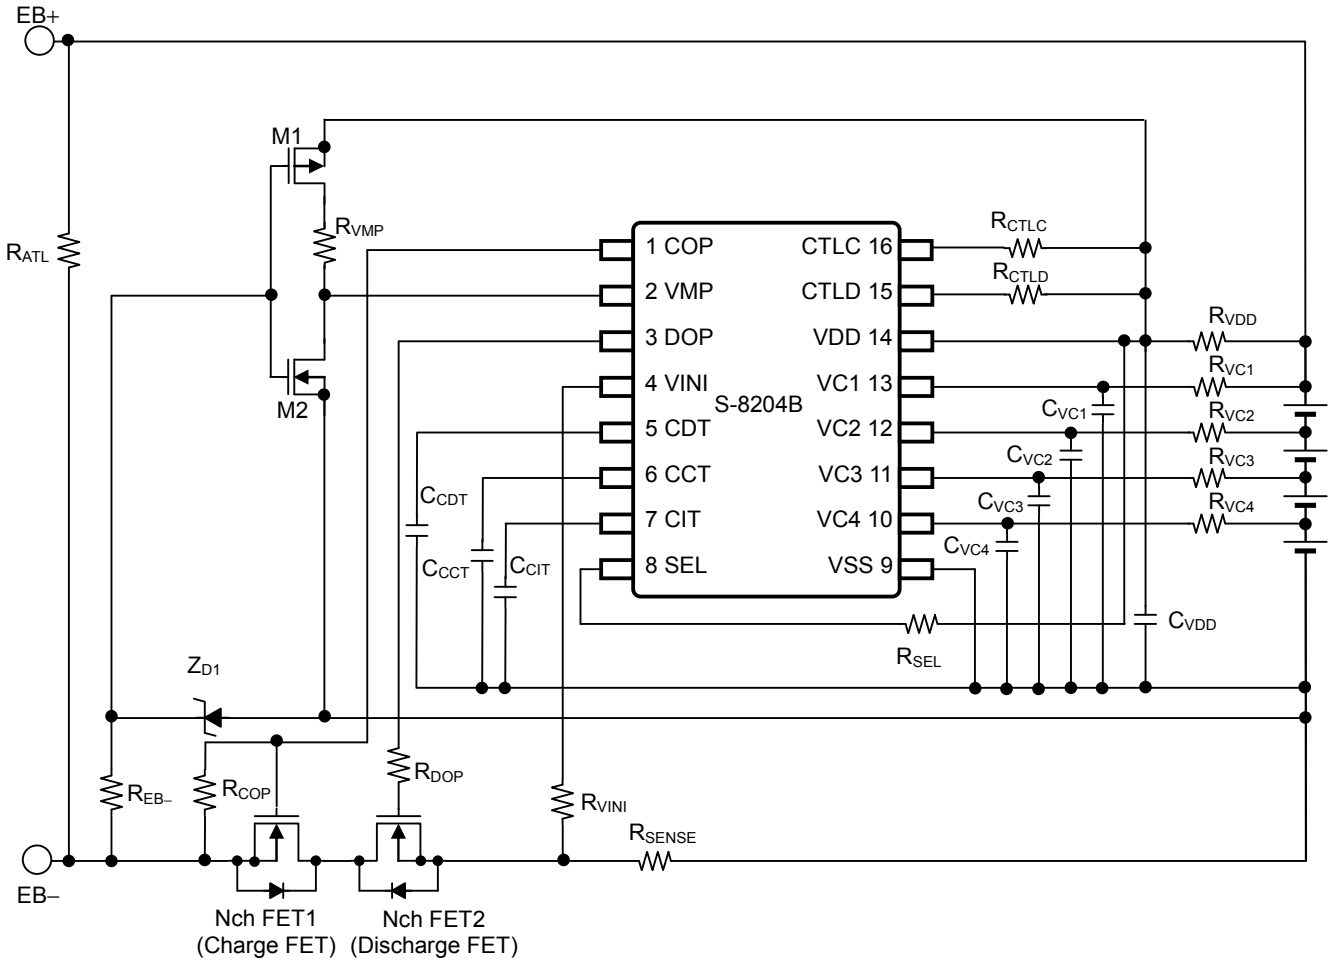 EB+
M1
RVMP
RATL
M2
1 COP
2 VMP
3 DOP
4 VINI
5 CDT
6 CCT
7 CIT
8 SEL
S-8204B
CTLC 16
CTLD 15
VDD 14
VC1 13
VC2 12
VC3 11
VC4 10
VSS 9
RCTLC
RCTLD
RVDD
RVC1
RVC2
RVC3
RVC4
CVC1
CVC2
CVC3
CVC4
CVDD
CCDT
CCCT
CCIT
RSEL
ZD1
REB−
RCOP
RDOP
RVINI
RSENSE
EB−
Nch FET1
(Charge FET)
Nch FET2
(Discharge FET)